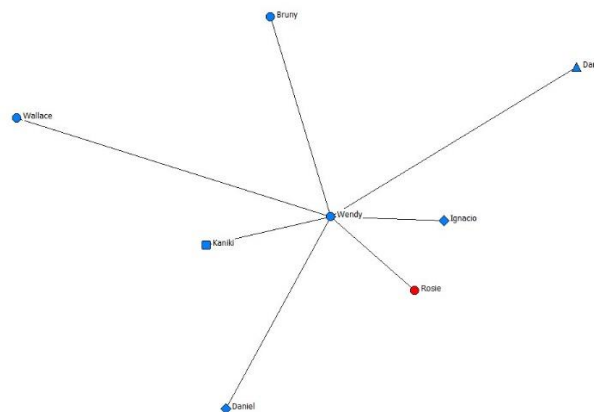 Bruny
Wallace
Wendy
Ignacio
Kaniki
Rosie
Daniel